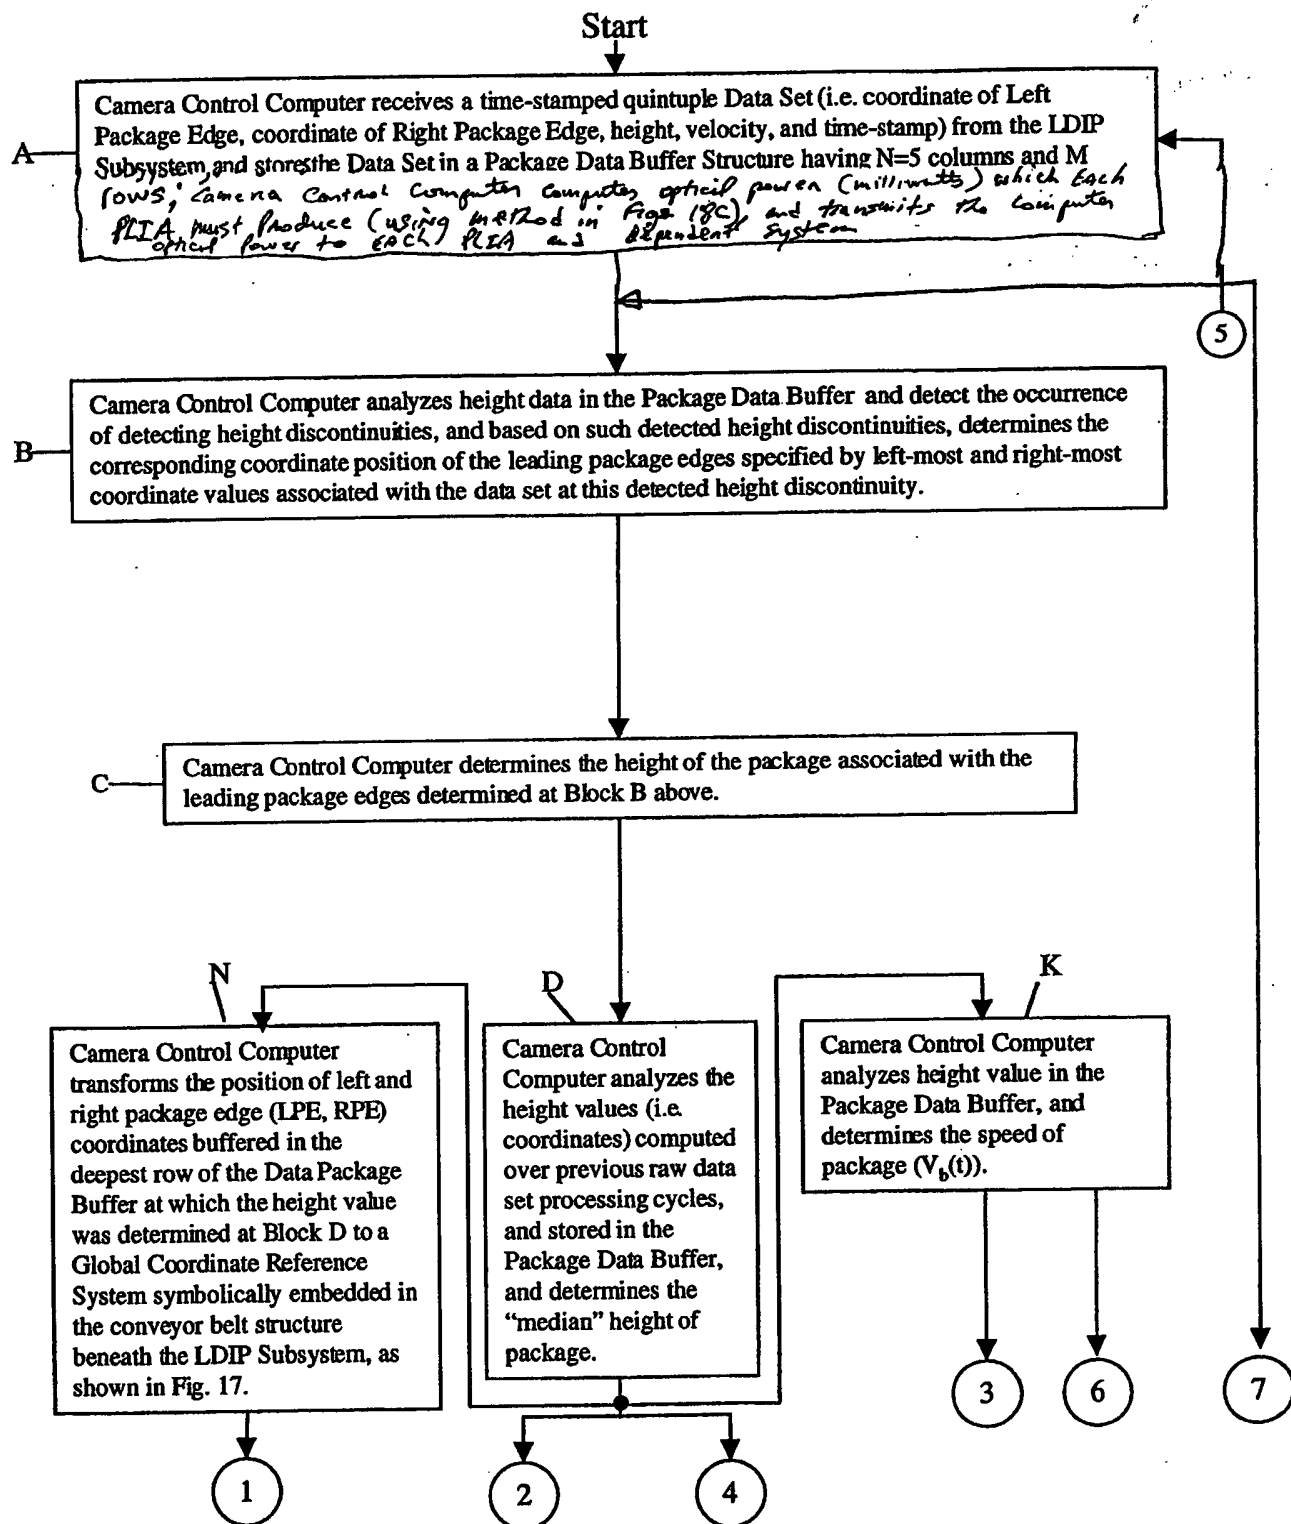 Start
A
Camera Control Computer receives a time-stamped quintuple Data Set (i.e. coordinate of Left
Package Edge, coordinate of Right Package Edge, height, velocity, and time-stamp) from the LDIP
Subsystem, and stores the Data Set in a Package Data Buffer Structure having N=5 columns and M
rows; Camera Control Computer computes optical power (milliwatts) which Each
PLIA must Produce (using method in Figs 18C) and transmits the computer
optical power to EACH PLIA and dependent system
5
B
Camera Control Computer analyzes height data in the Package Data Buffer and detect the occurrence
of detecting height discontinuities, and based on such detected height discontinuities, determines the
corresponding coordinate position of the leading package edges specified by left-most and right-most
coordinate values associated with the data set at this detected height discontinuity.
C
Camera Control Computer determines the height of the package associated with the
leading package edges determined at Block B above.
N
Camera Control Computer
transforms the position of left and
right package edge (LPE, RPE)
coordinates buffered in the
deepest row of the Data Package
Buffer at which the height value
was determined at Block D to a
Global Coordinate Reference
System symbolically embedded in
the conveyor belt structure
beneath the LDIP Subsystem, as
shown in Fig. 17.
D
Camera Control
Computer analyzes the
height values (i.e.
coordinates) computed
over previous raw data
set processing cycles,
and stored in the
Package Data Buffer,
and determines the
“median” height of
package.
K
Camera Control Computer
analyzes height value in the
Package Data Buffer, and
determines the speed of
package (V_b(t)).
1
2
4
3
6
7